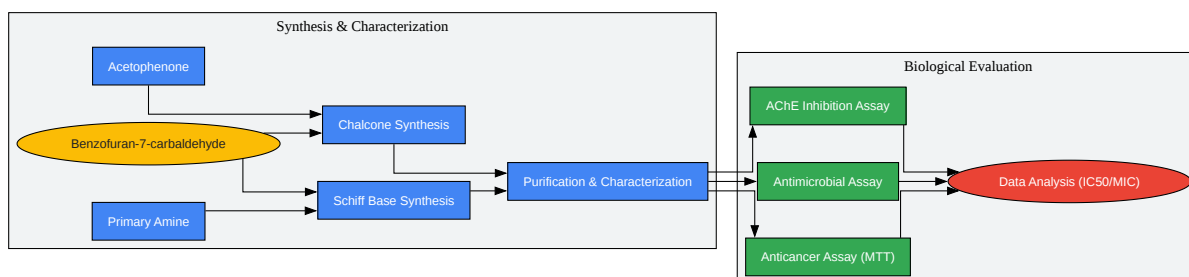 Synthesis & Characterization
Acetophenone
Chalcone Synthesis
Benzofuran-7-carbaldehyde
Purification & Characterization
Schiff Base Synthesis
Primary Amine
Biological Evaluation
AChE Inhibition Assay
Antimicrobial Assay
Data Analysis (IC50/MIC)
Anticancer Assay (MTT)